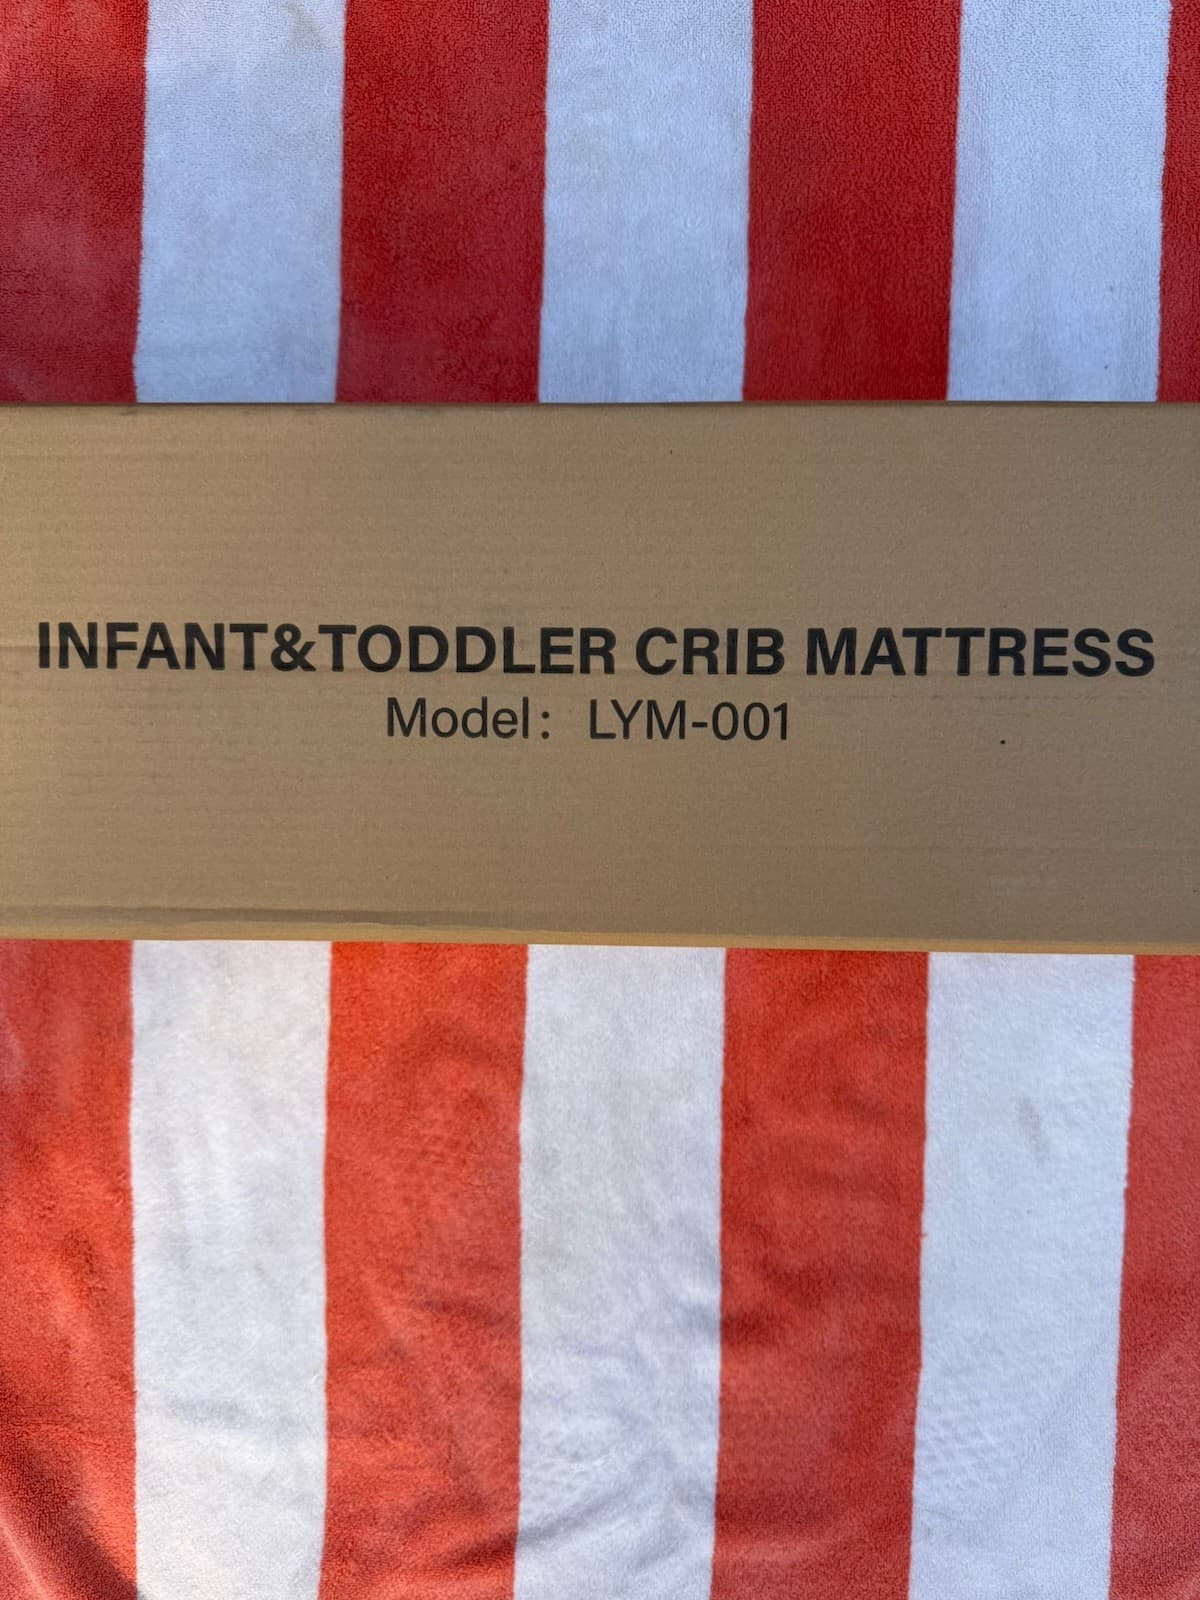 INFANT&TODDLER CRIB MATTRESS
Model: LYM-001